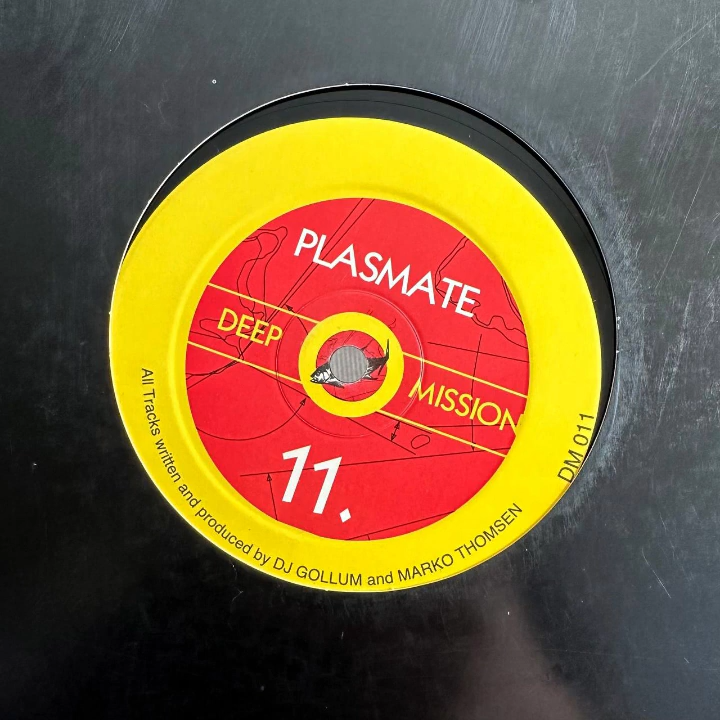 PLASMATE
DEEP
MISSION
11.
All Tracks written and produced by DJ GOLLUM and MARKO THOMSEN
DM 011